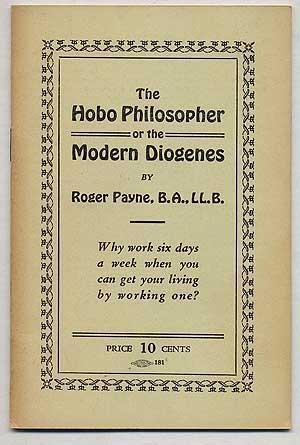 The
Hobo Philosopher
or the
Modern Diogenes
BY
Roger Payne, B.A., LL.B.
Why work six days
a week when you
can get your living
by working one?
PRICE 10 CENTS
181